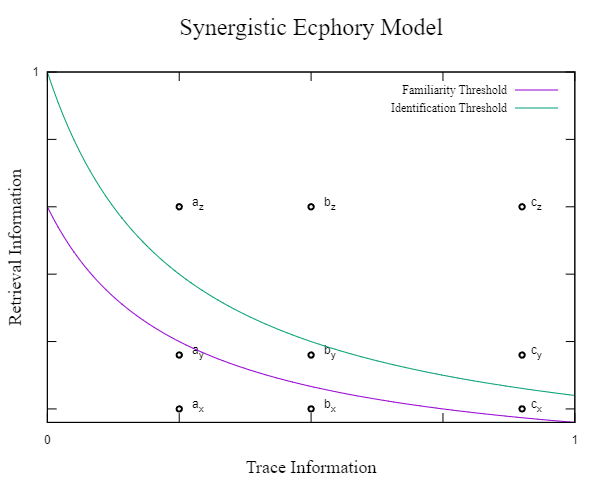 Synergistic Ecphory Model
1
Familiarity Threshold
Identification Threshold
Retrieval Information
a_z b_z c_z
a_y b_y c_y
a_x b_x c_x
0 1
Trace Information